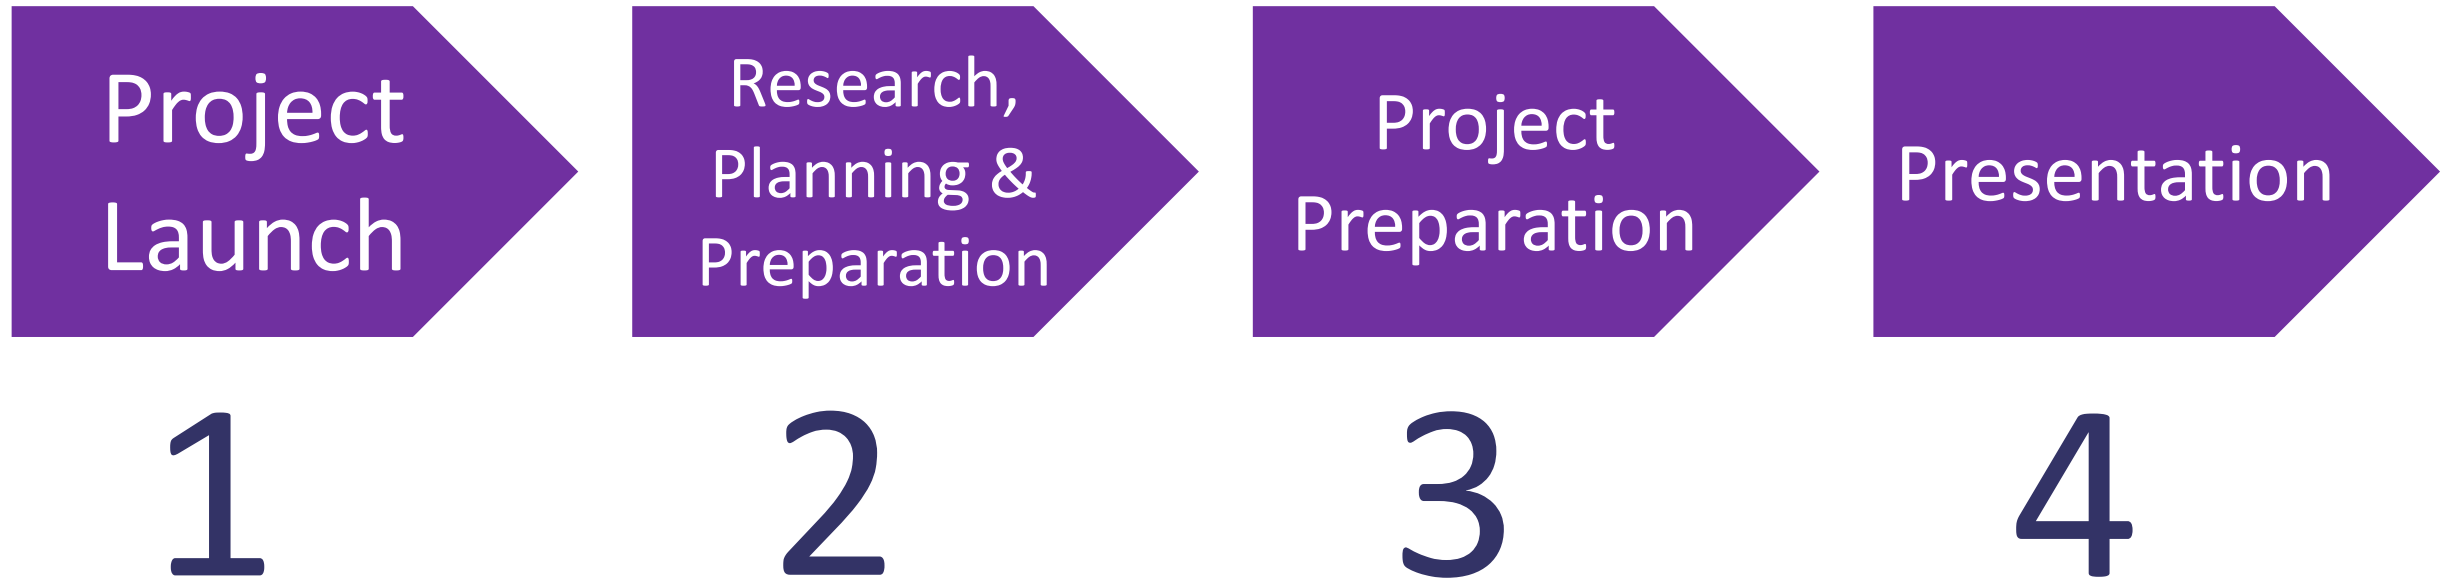 Project
Launch
Research,
Planning &
Preparation
Project
Preparation
Presentation
1
2
3
4